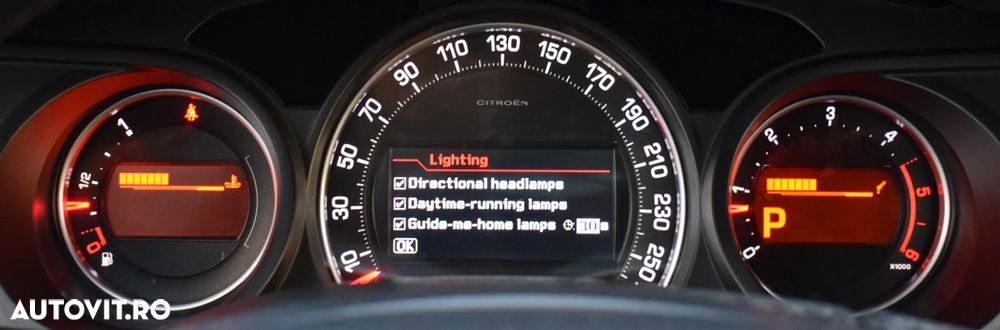 1
1/2
0
10
30
50
70
90
110
130
150
170
190
210
230
250
CITROËN
Lighting
Directional headlamps
Daytime-running lamps
Guide-me-home lamps 30s
OK
0
1
2
3
4
5
6
P
X1000
AUTOVIT.RO